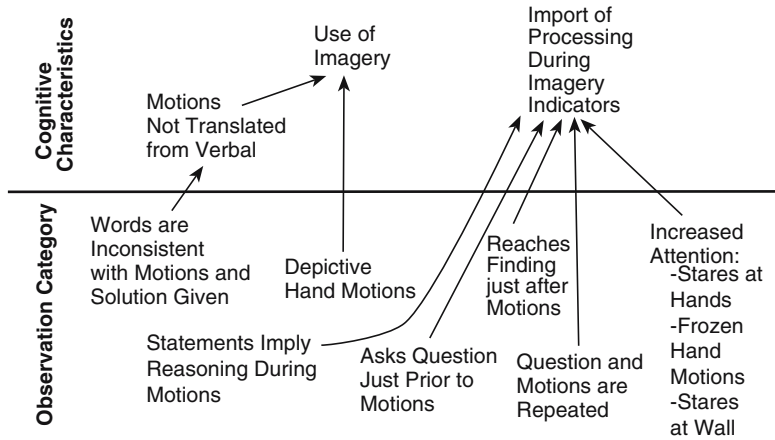 Cognitive
Characteristics
Use of
Imagery
Import of
Processing
During
Imagery
Indicators
Motions
Not Translated
from Verbal
Observation Category
Words are
Inconsistent
with Motions and
Solution Given
Depictive
Hand Motions
Reaches
Finding
just after
Motions
Increased
Attention:
-Stares at
Hands
-Frozen
Hand
Motions
-Stares
at Wall
Statements Imply
Reasoning During
Motions
Asks Question
Just Prior to
Motions
Question and
Motions are
Repeated